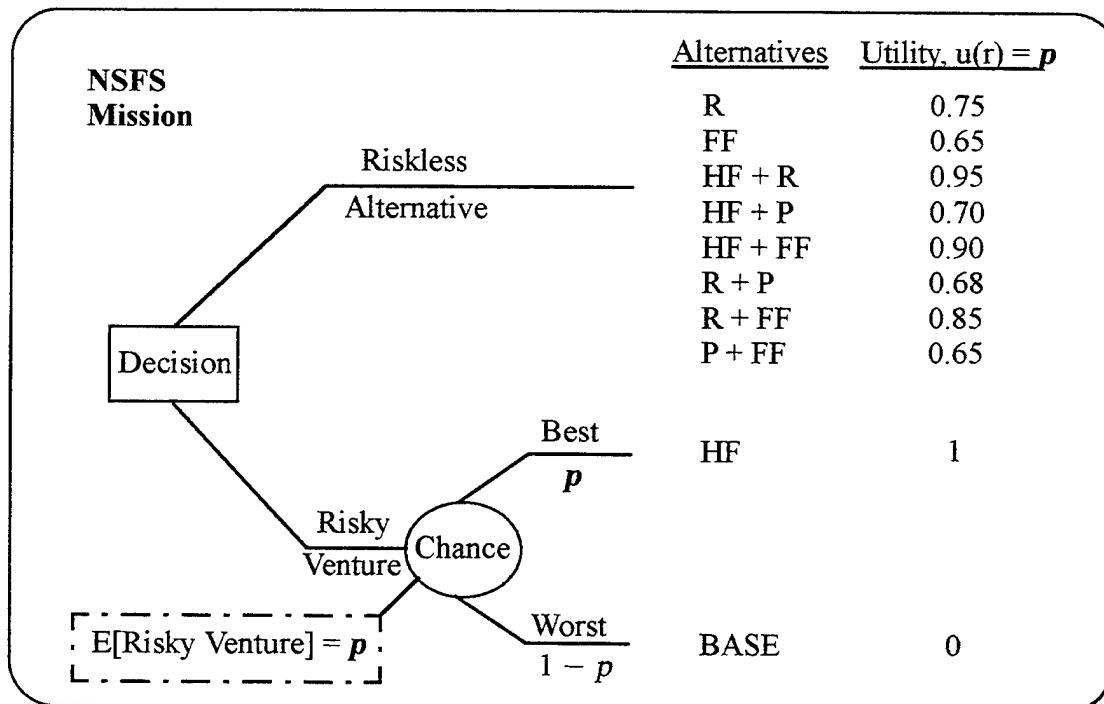 Alternatives Utility, u(r) = p
NSFS
Mission
R 0.75
FF 0.65
Riskless
HF + R 0.95
Alternative
HF + P 0.70
HF + FF 0.90
R + P 0.68
R + FF 0.85
Decision
P + FF 0.65
Best
HF 1
p
Risky
Chance
Venture
Worst
E[Risky Venture] = p
BASE 0
1 − p